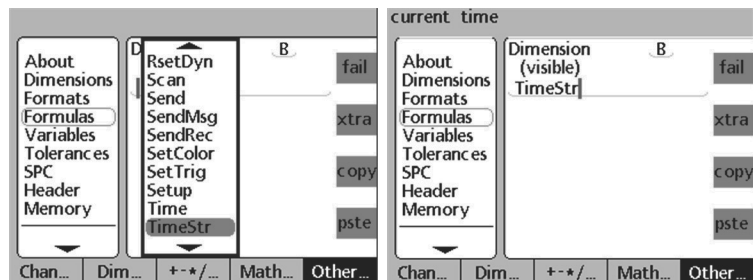 About
Dimensions
Formats
Formulas
Variables
Tolerances
SPC
Header
Memory
D
RsetDyn
Scan
Send
SendMsg
SendRec
SetColor
SetTrig
Setup
Time
TimeStr
B
fail
xtra
copy
pste
Chan... Dim... +-*/... Math... Other...
current time
About
Dimensions
Formats
Formulas
Variables
Tolerances
SPC
Header
Memory
Dimension B
(visible)
TimeStr
fail
xtra
copy
pste
Chan... Dim... +-*/... Math... Other...